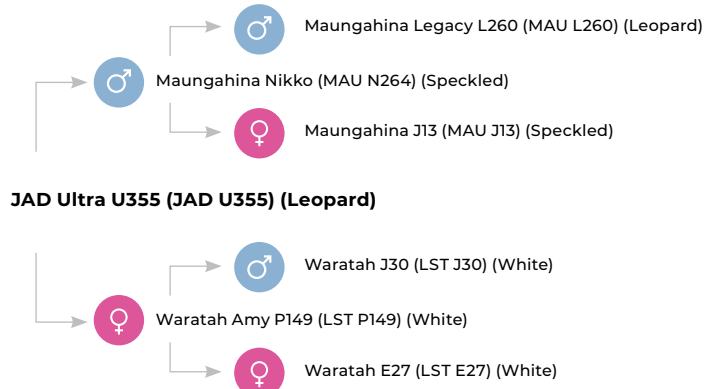 Maungahina Legacy L260 (MAU L260) (Leopard)
Maungahina Nikko (MAU N264) (Speckled)
Maungahina J13 (MAU J13) (Speckled)
JAD Ultra U355 (JAD U355) (Leopard)
Waratah J30 (LST J30) (White)
Waratah Amy P149 (LST P149) (White)
Waratah E27 (LST E27) (White)